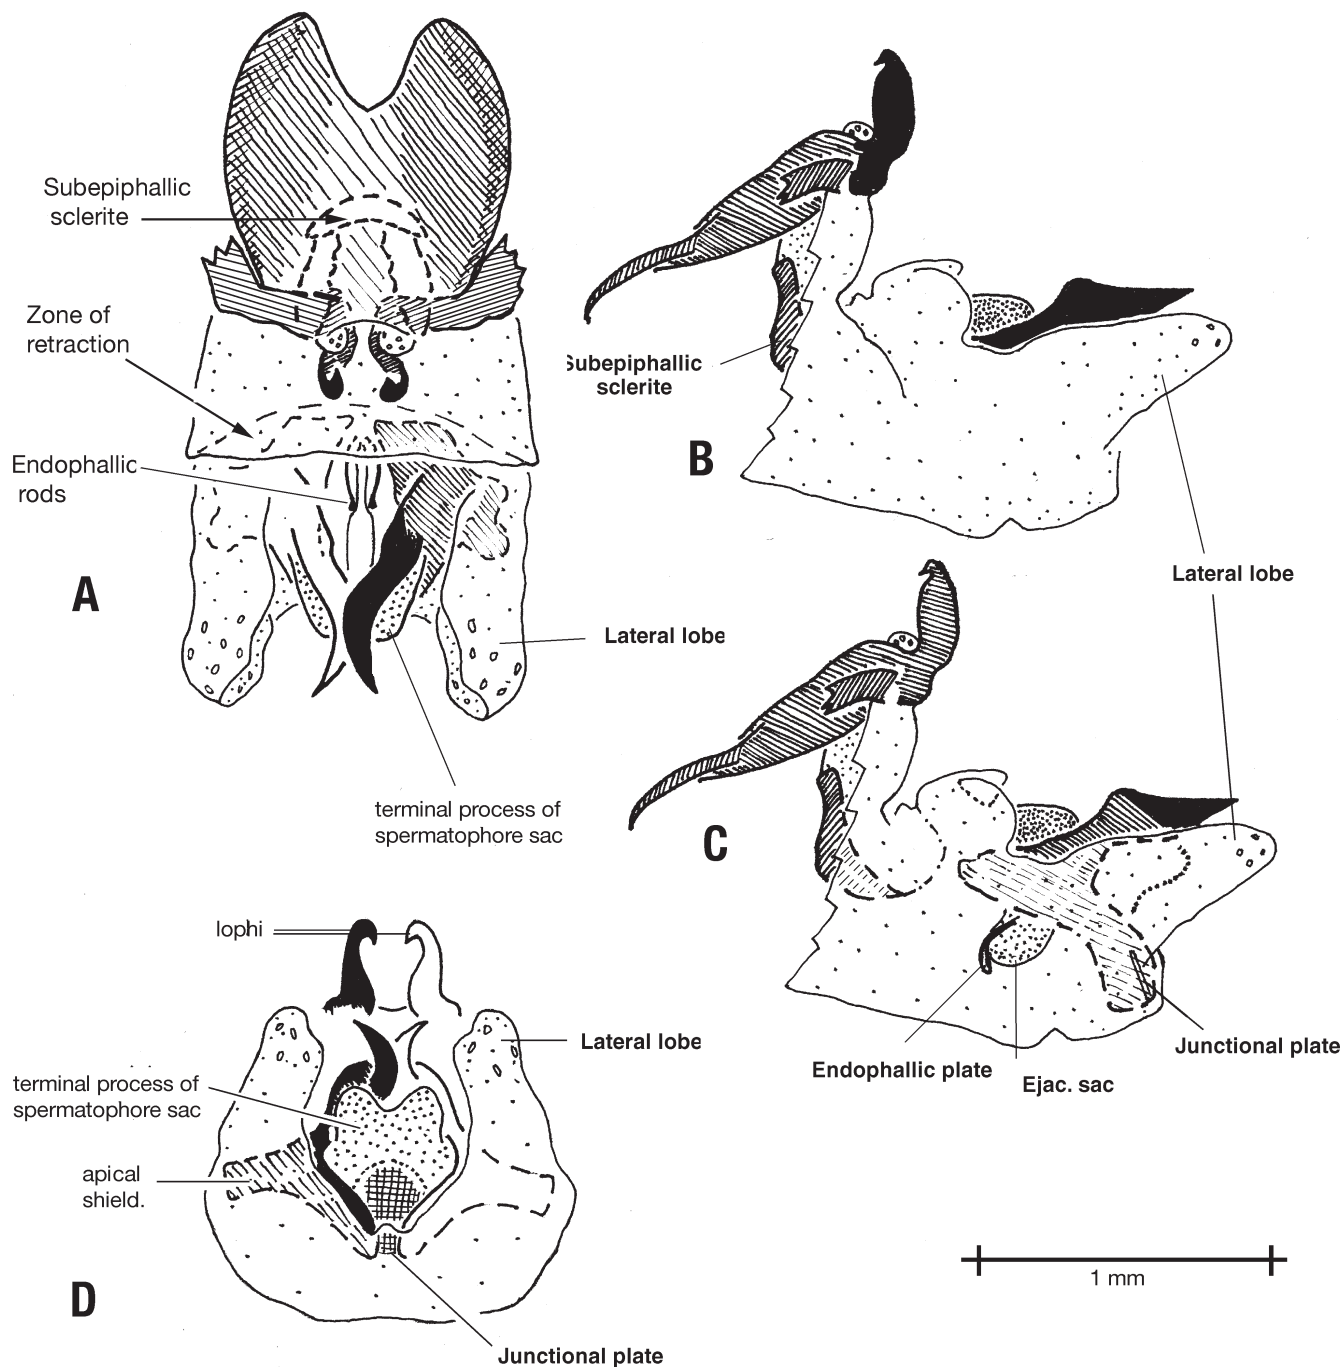 Subepiphallic
sclerite
Zone of
retraction
Endophallic
rods
A
Lateral lobe
terminal process of
spermatophore sac
Subepiphallic
sclerite
B
Lateral lobe
C
Endophallic plate
Ejac. sac
Junctional plate
lophi
Lateral lobe
terminal process of
spermatophore sac
apical
shield.
D
Junctional plate
1 mm